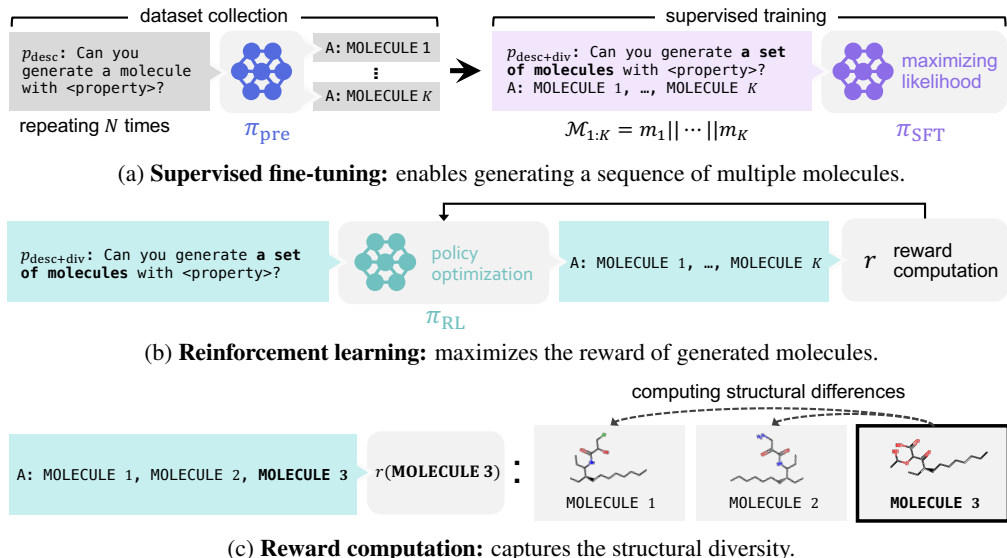 dataset collection
supervised training
p_desc: Can you
generate a molecule
with <property>?
A: MOLECULE 1
⋮
A: MOLECULE K
repeating N times
π_pre
p_desc+div: Can you generate a set
of molecules with <property>?
A: MOLECULE 1, …, MOLECULE K
maximizing
likelihood
M_1:K = m_1|| ⋯ ||m_K
π_SFT
(a) Supervised fine-tuning: enables generating a sequence of multiple molecules.
p_desc+div: Can you generate a set
of molecules with <property>?
policy
optimization
A: MOLECULE 1, …, MOLECULE K
r reward
computation
π_RL
(b) Reinforcement learning: maximizes the reward of generated molecules.
computing structural differences
A: MOLECULE 1, MOLECULE 2, MOLECULE 3
r(MOLECULE 3) :
MOLECULE 1
MOLECULE 2
MOLECULE 3
(c) Reward computation: captures the structural diversity.